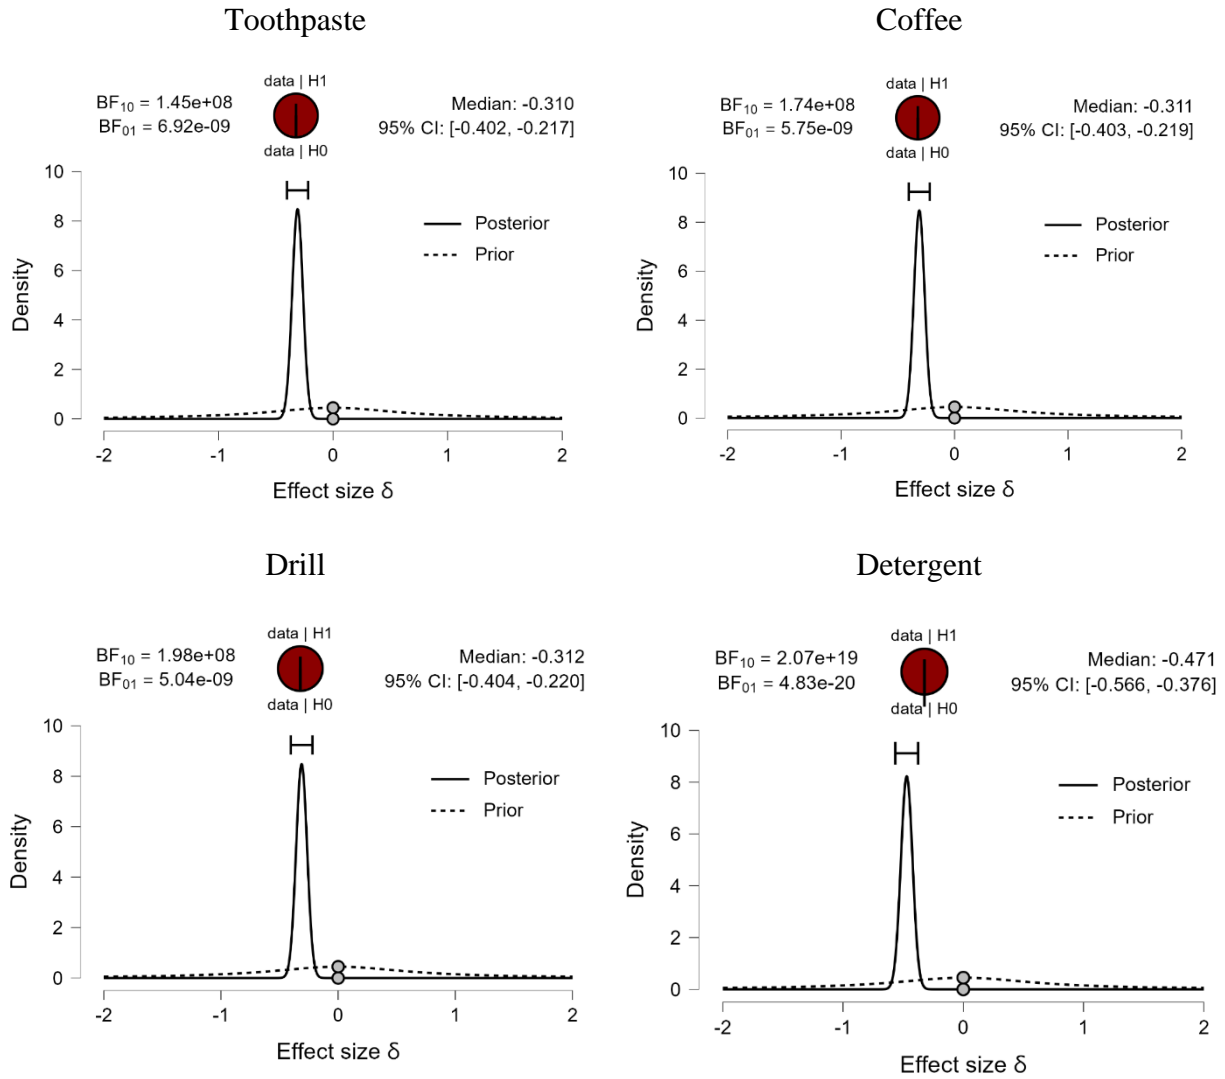 Toothpaste
data | H1
BF₁₀ = 1.45e+08
BF₀₁ = 6.92e-09
Median: -0.310
95% CI: [-0.402, -0.217]
data | H0
10
8
6
4
2
0
Density
Posterior
Prior
-2 -1 0 1 2
Effect size δ
Coffee
data | H1
BF₁₀ = 1.74e+08
BF₀₁ = 5.75e-09
Median: -0.311
95% CI: [-0.403, -0.219]
data | H0
10
8
6
4
2
0
Density
Posterior
Prior
-2 -1 0 1 2
Effect size δ
Drill
data | H1
BF₁₀ = 1.98e+08
BF₀₁ = 5.04e-09
Median: -0.312
95% CI: [-0.404, -0.220]
data | H0
10
8
6
4
2
0
Density
Posterior
Prior
-2 -1 0 1 2
Effect size δ
Detergent
data | H1
BF₁₀ = 2.07e+19
BF₀₁ = 4.83e-20
Median: -0.471
95% CI: [-0.566, -0.376]
data | H0
10
8
6
4
2
0
Density
Posterior
Prior
-2 -1 0 1 2
Effect size δ